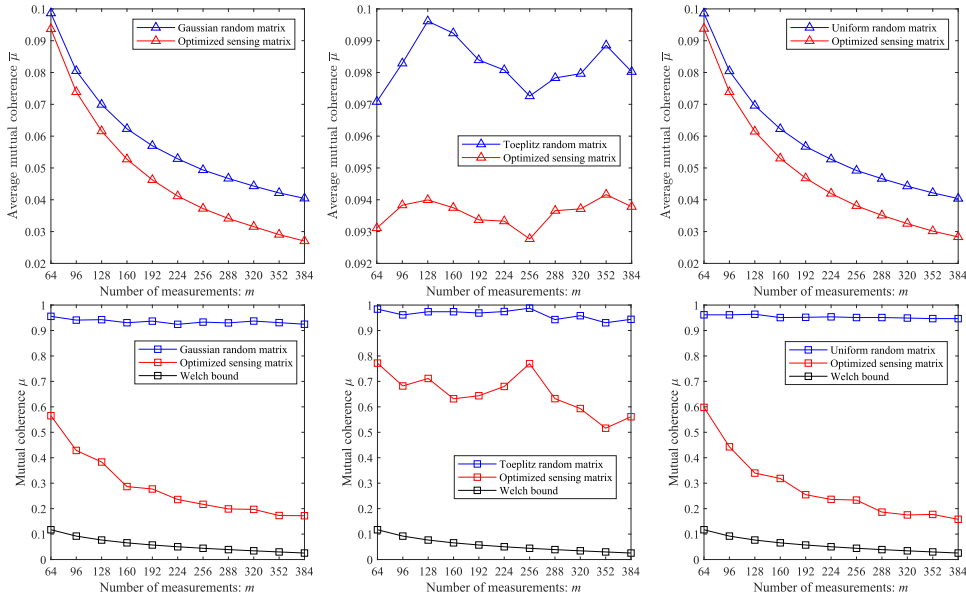 0.1
0.09
0.08
0.07
0.06
0.05
0.04
0.03
0.02
Average mutual coherence μ̅
Gaussian random matrix
Optimized sensing matrix
64 96 128 160 192 224 256 288 320 352 384
Number of measurements: m
0.1
0.099
0.098
0.097
0.096
0.095
0.094
0.093
0.092
Average mutual coherence μ̅
Toeplitz random matrix
Optimized sensing matrix
64 96 128 160 192 224 256 288 320 352 384
Number of measurements: m
0.1
0.09
0.08
0.07
0.06
0.05
0.04
0.03
0.02
Average mutual coherence μ̅
Uniform random matrix
Optimized sensing matrix
64 96 128 160 192 224 256 288 320 352 384
Number of measurements: m
1
0.9
0.8
0.7
0.6
0.5
0.4
0.3
0.2
0.1
0
Mutual coherence μ
Gaussian random matrix
Optimized sensing matrix
Welch bound
64 96 128 160 192 224 256 288 320 352 384
Number of measurements: m
1
0.9
0.8
0.7
0.6
0.5
0.4
0.3
0.2
0.1
0
Mutual coherence μ
Toeplitz random matrix
Optimized sensing matrix
Welch bound
64 96 128 160 192 224 256 288 320 352 384
Number of measurements: m
1
0.9
0.8
0.7
0.6
0.5
0.4
0.3
0.2
0.1
0
Mutual coherence μ
Uniform random matrix
Optimized sensing matrix
Welch bound
64 96 128 160 192 224 256 288 320 352 384
Number of measurements: m